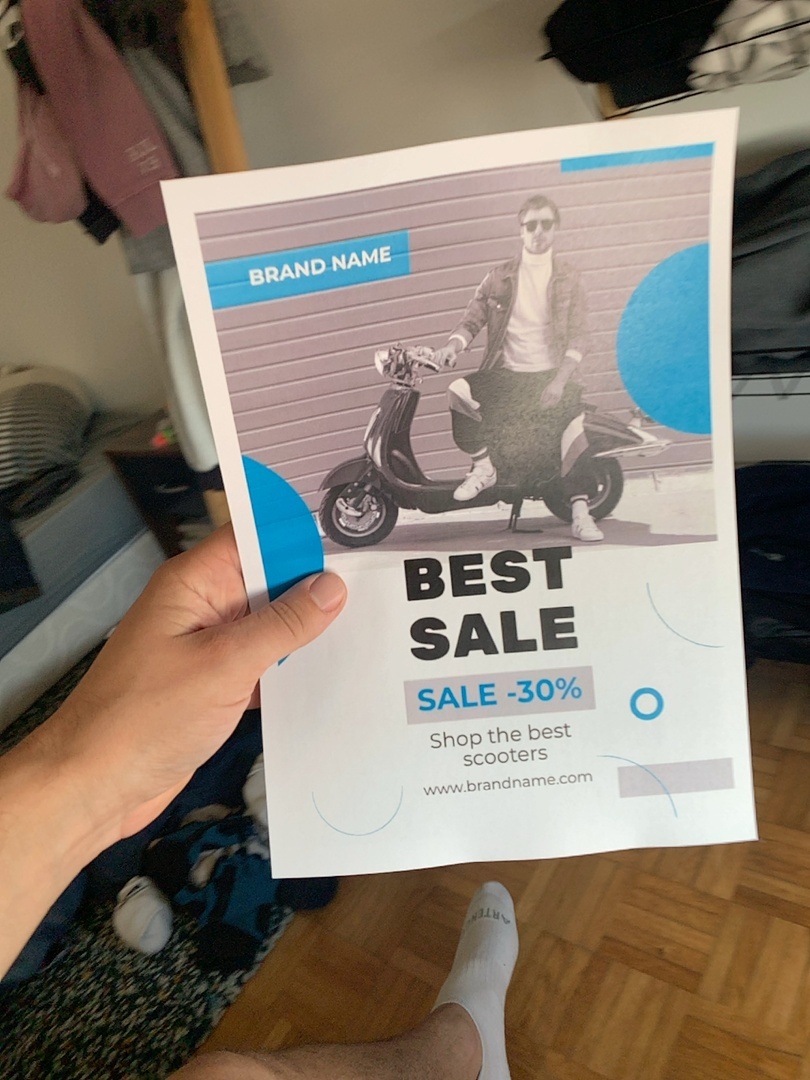 BRAND NAME
BEST
SALE
SALE -30%
Shop the best
scooters
www.brandname.com